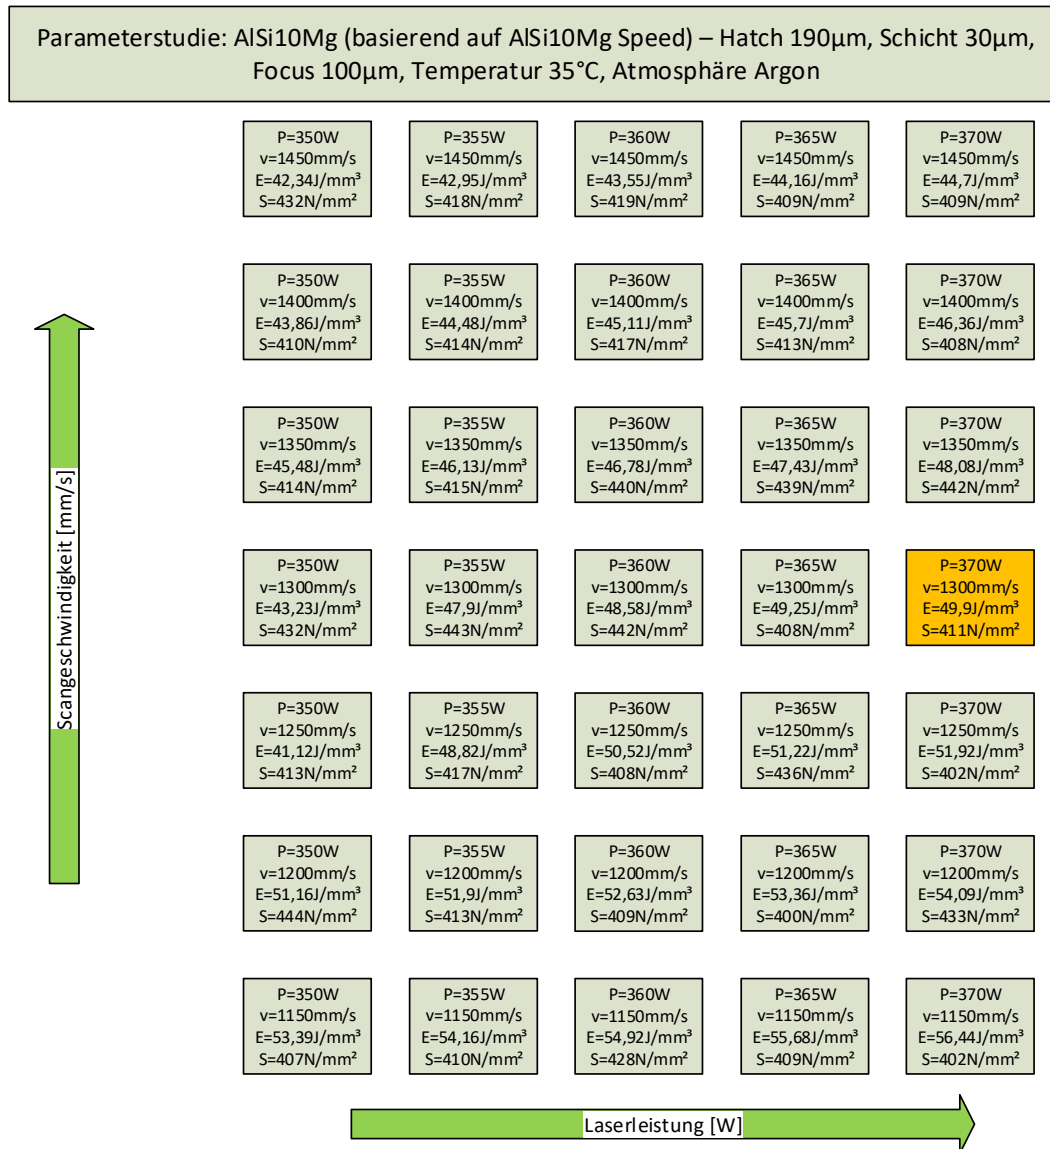 Parameterstudie: AlSi10Mg (basierend auf AlSi10Mg Speed) – Hatch 190µm, Schicht 30µm,
Focus 100µm, Temperatur 35°C, Atmosphäre Argon
P=350W
v=1450mm/s
E=42,34J/mm³
S=432N/mm²
P=355W
v=1450mm/s
E=42,95J/mm³
S=418N/mm²
P=360W
v=1450mm/s
E=43,55J/mm³
S=419N/mm²
P=365W
v=1450mm/s
E=44,16J/mm³
S=409N/mm²
P=370W
v=1450mm/s
E=44,7J/mm³
S=409N/mm²
P=350W
v=1400mm/s
E=43,86J/mm³
S=410N/mm²
P=355W
v=1400mm/s
E=44,48J/mm³
S=414N/mm²
P=360W
v=1400mm/s
E=45,11J/mm³
S=417N/mm²
P=365W
v=1400mm/s
E=45,7J/mm³
S=413N/mm²
P=370W
v=1400mm/s
E=46,36J/mm³
S=408N/mm²
P=350W
v=1350mm/s
E=45,48J/mm³
S=414N/mm²
P=355W
v=1350mm/s
E=46,13J/mm³
S=415N/mm²
P=360W
v=1350mm/s
E=46,78J/mm³
S=440N/mm²
P=365W
v=1350mm/s
E=47,43J/mm³
S=439N/mm²
P=370W
v=1350mm/s
E=48,08J/mm³
S=442N/mm²
P=350W
v=1300mm/s
E=43,23J/mm³
S=432N/mm²
P=355W
v=1300mm/s
E=47,9J/mm³
S=443N/mm²
P=360W
v=1300mm/s
E=48,58J/mm³
S=442N/mm²
P=365W
v=1300mm/s
E=49,25J/mm³
S=408N/mm²
P=370W
v=1300mm/s
E=49,9J/mm³
S=411N/mm²
P=350W
v=1250mm/s
E=41,12J/mm³
S=413N/mm²
P=355W
v=1250mm/s
E=48,82J/mm³
S=417N/mm²
P=360W
v=1250mm/s
E=50,52J/mm³
S=408N/mm²
P=365W
v=1250mm/s
E=51,22J/mm³
S=436N/mm²
P=370W
v=1250mm/s
E=51,92J/mm³
S=402N/mm²
P=350W
v=1200mm/s
E=51,16J/mm³
S=444N/mm²
P=355W
v=1200mm/s
E=51,9J/mm³
S=413N/mm²
P=360W
v=1200mm/s
E=52,63J/mm³
S=409N/mm²
P=365W
v=1200mm/s
E=53,36J/mm³
S=400N/mm²
P=370W
v=1200mm/s
E=54,09J/mm³
S=433N/mm²
P=350W
v=1150mm/s
E=53,39J/mm³
S=407N/mm²
P=355W
v=1150mm/s
E=54,16J/mm³
S=410N/mm²
P=360W
v=1150mm/s
E=54,92J/mm³
S=428N/mm²
P=365W
v=1150mm/s
E=55,68J/mm³
S=409N/mm²
P=370W
v=1150mm/s
E=56,44J/mm³
S=402N/mm²
Scangeschwindigkeit [mm/s]
Laserleistung [W]